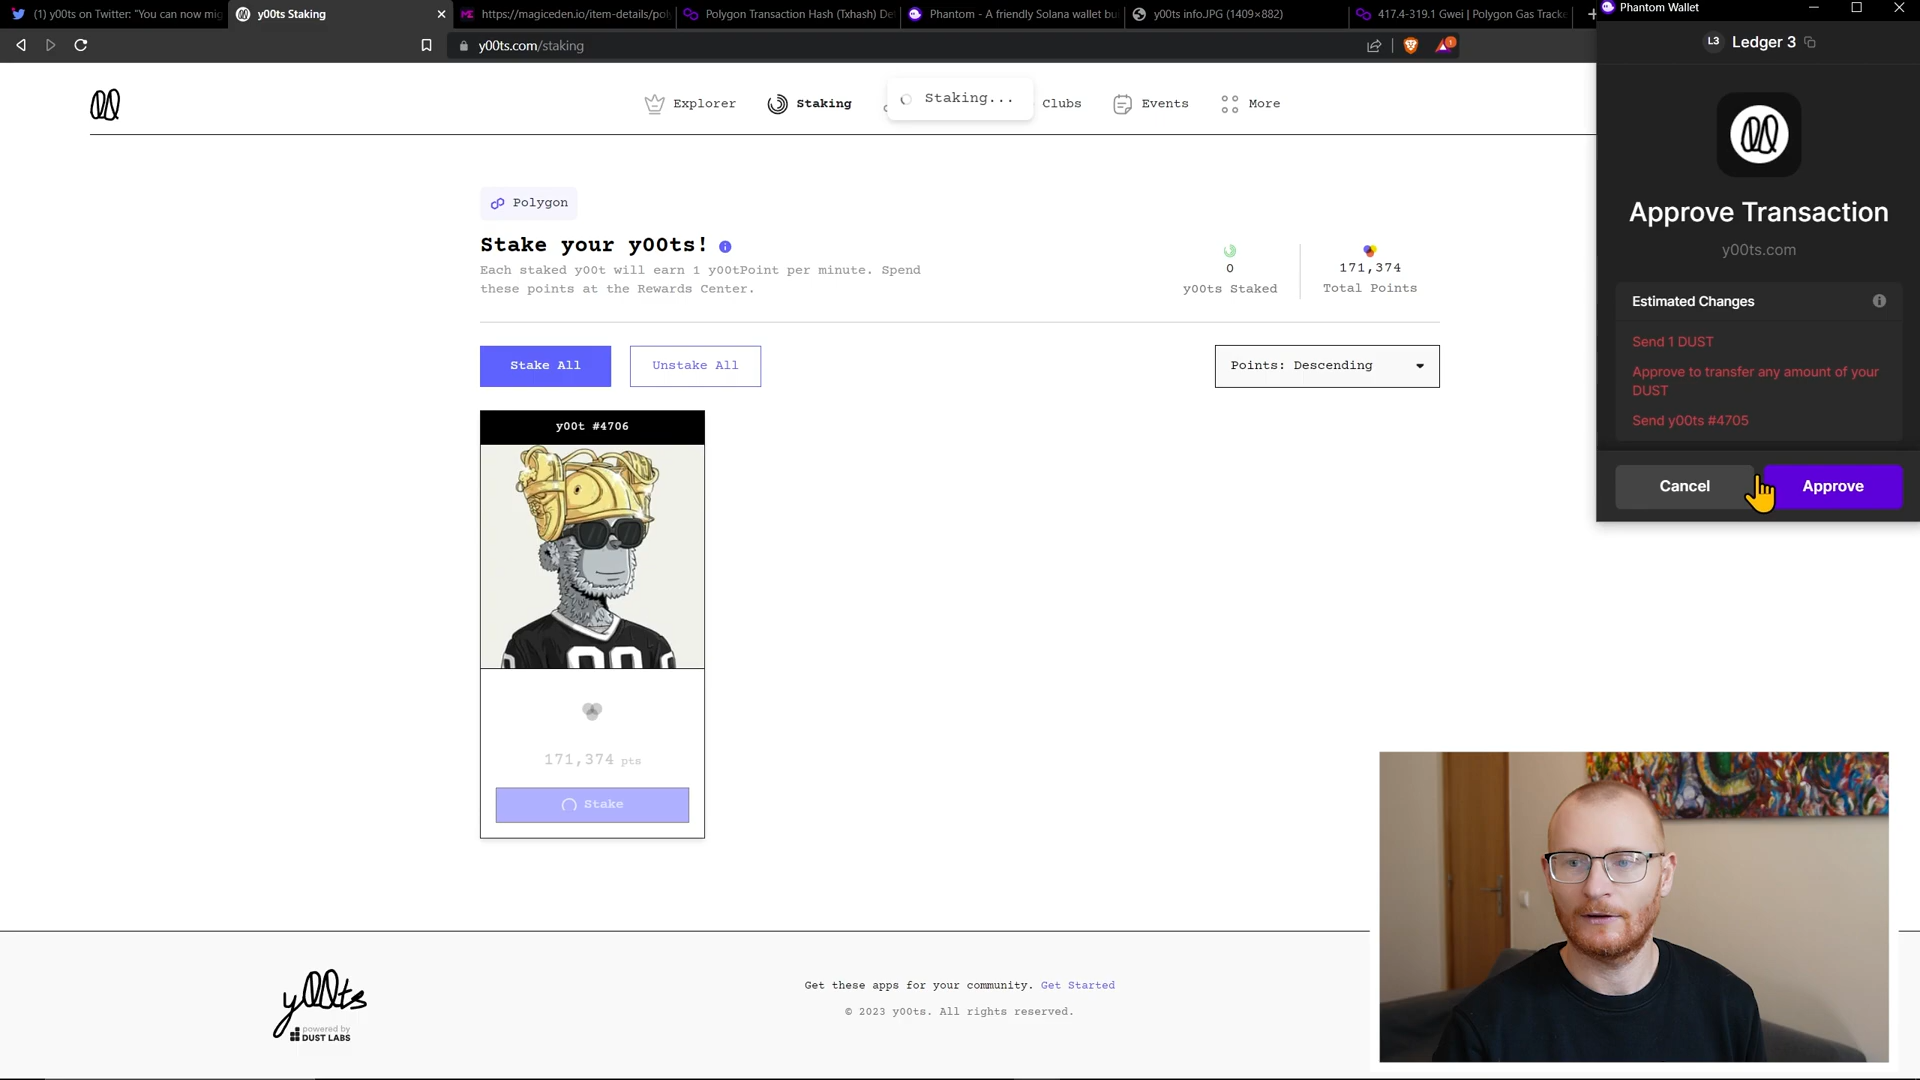 (1) y00ts on Twitter: "You can now mig
y00ts Staking
https://magiceden.io/item-details/pol
Polygon Transaction Hash (Txhash) De
Phantom - A friendly Solana wallet bu
y00ts info.JPG (1409×882)
417.4-319.1 Gwei | Polygon Gas Tracke
Phantom Wallet
y00ts.com/staking
1
L3 Ledger 3
Explorer
Staking
Staking...
Clubs
Events
More
Approve Transaction
y00ts.com
Estimated Changes
Send 1 DUST
Approve to transfer any amount of your
DUST
Send y00ts #4705
Cancel
Approve
Polygon
Stake your y00ts!
Each staked y00t will earn 1 y00tPoint per minute. Spend
these points at the Rewards Center.
0
y00ts Staked
171,374
Total Points
Stake All
Unstake All
Points: Descending
y00t #4706
171,374 pts
Stake
y00ts
powered by
DUST LABS
Get these apps for your community. Get Started
© 2023 y00ts. All rights reserved.